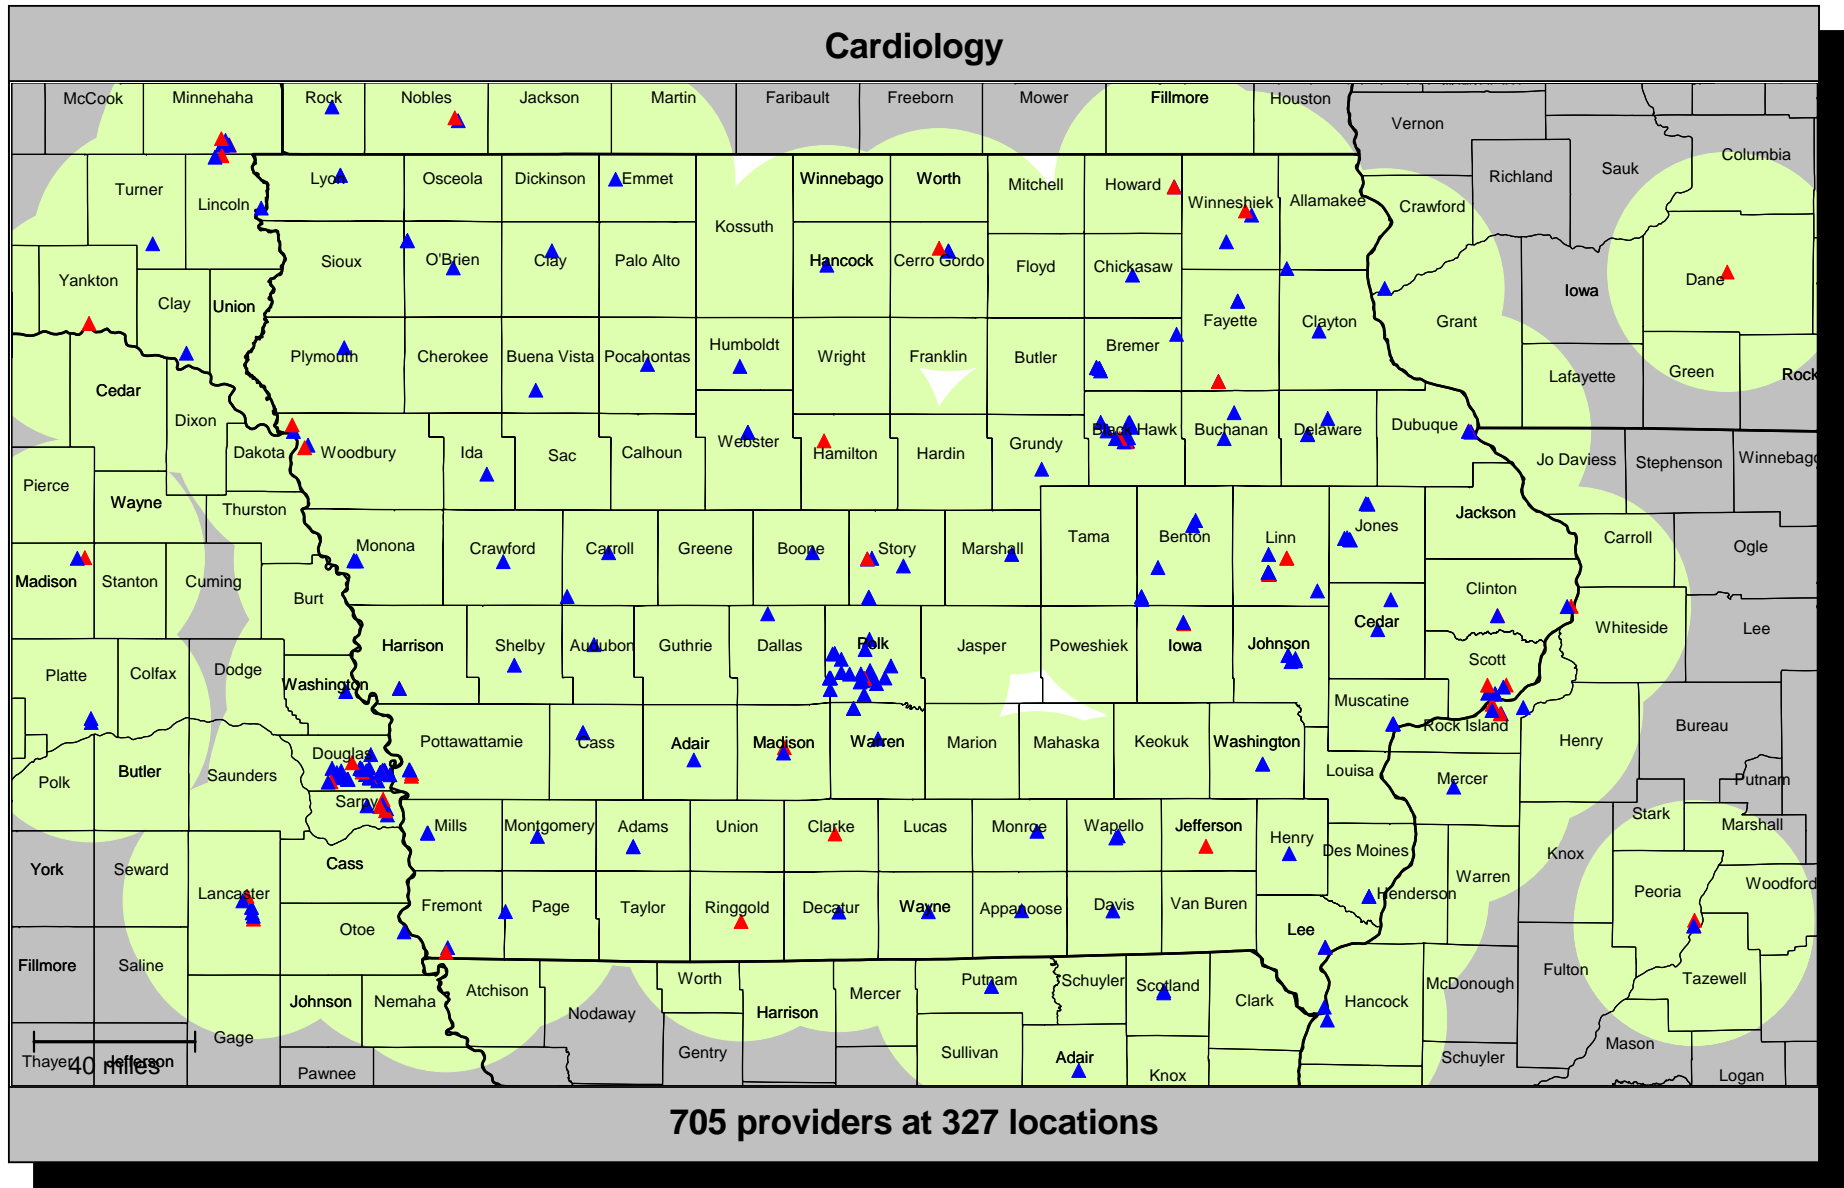 Cardiology
McCook Minnehaha Rock Nobles Jackson Martin Faribault Freeborn Mower Fillmore Houston
Vernon
Columbia
Sauk
Richland
Turner Lyon Osceola Dickinson Emmet Winnebago Worth Mitchell Howard
Lincoln Winneshiek Allamakee Crawford
Kossuth
Yankton Sioux O'Brien Clay Palo Alto Hancock Cerro Gordo Floyd Chickasaw Dane
Clay Union Iowa
Fayette Clayton Grant
Plymouth Cherokee Buena Vista Pocahontas Humboldt Wright Franklin Butler Bremer
Cedar Lafayette Green Rock
Dixon Dubuque
Dakota Woodbury Ida Sac Calhoun Webster Hamilton Hardin Grundy Black Hawk Buchanan Delaware
Jo Daviess Stephenson Winnebago
Pierce Wayne Thurston Jackson
Monona Crawford Carroll Greene Boone Story Marshall Tama Benton Linn Jones Carroll Ogle
Madison Stanton Cuming Burt Clinton
Harrison Shelby Audubon Guthrie Dallas Polk Jasper Poweshiek Iowa Johnson Cedar Whiteside Lee
Platte Colfax Dodge Washington Scott
Muscatine Rock Island Bureau
Polk Butler Saunders Douglas Pottawattamie Cass Adair Madison Warren Marion Mahaska Keokuk Washington Henry
Louisa Mercer Putnam
Sarpy Mills Montgomery Adams Union Clarke Lucas Monroe Wapello Jefferson Henry Stark Marshall
York Seward Cass Des Moines Knox
Lancaster Fremont Page Taylor Ringgold Decatur Wayne Appanoose Davis Van Buren Henderson Warren Peoria Woodford
Otoe Lee
Fillmore Saline Johnson Nemaha Atchison Nodaway Worth Harrison Mercer Putnam Schuyler Scotland Clark Hancock McDonough Fulton Tazewell
Gage Gentry Sullivan Adair Knox Schuyler Mason
Thayer Jefferson Pawnee Logan
40 miles
705 providers at 327 locations